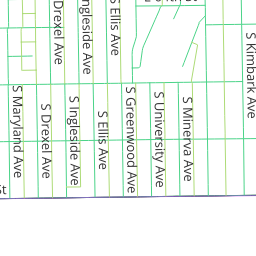 S Drexel Ave
Ingleside Ave
S Ellis Ave
S Kimbark Ave
S Maryland Ave
S Drexel Ave
S Ingleside Ave
S Ellis Ave
S Greenwood Ave
S University Ave
S Minerva Ave
St